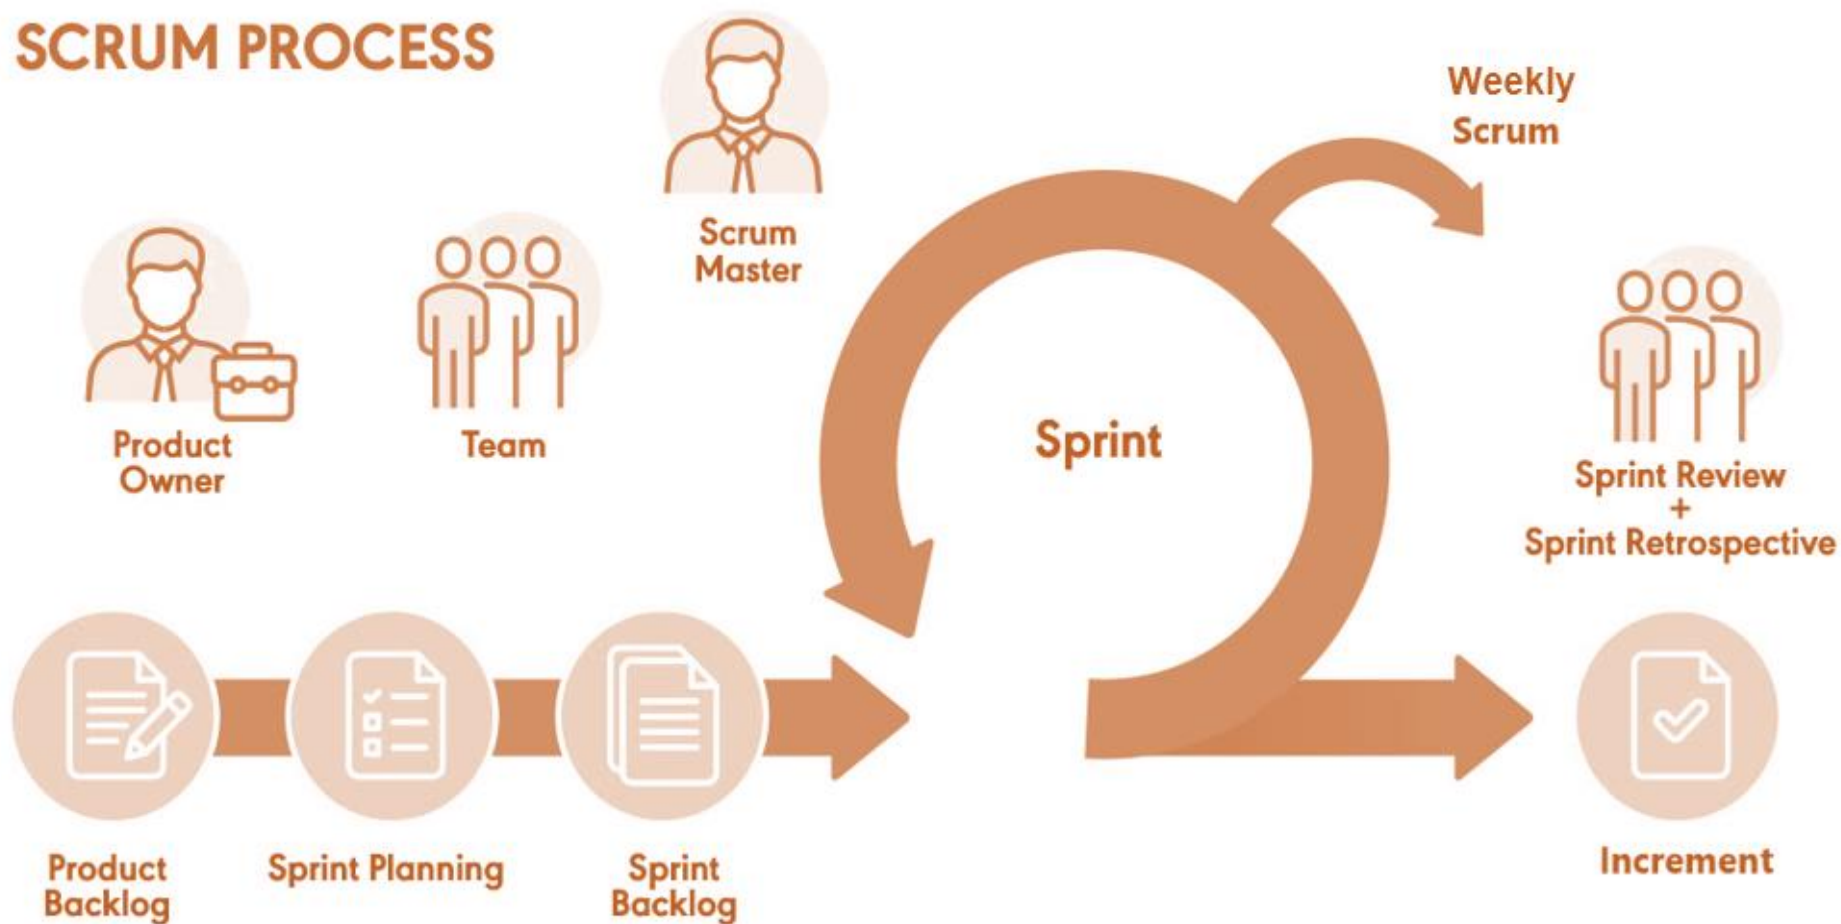 SCRUM PROCESS
Weekly
Scrum
Scrum
Master
Product
Owner
Team
Sprint
Sprint Review
+
Sprint Retrospective
Product
Backlog
Sprint Planning
Sprint
Backlog
Increment